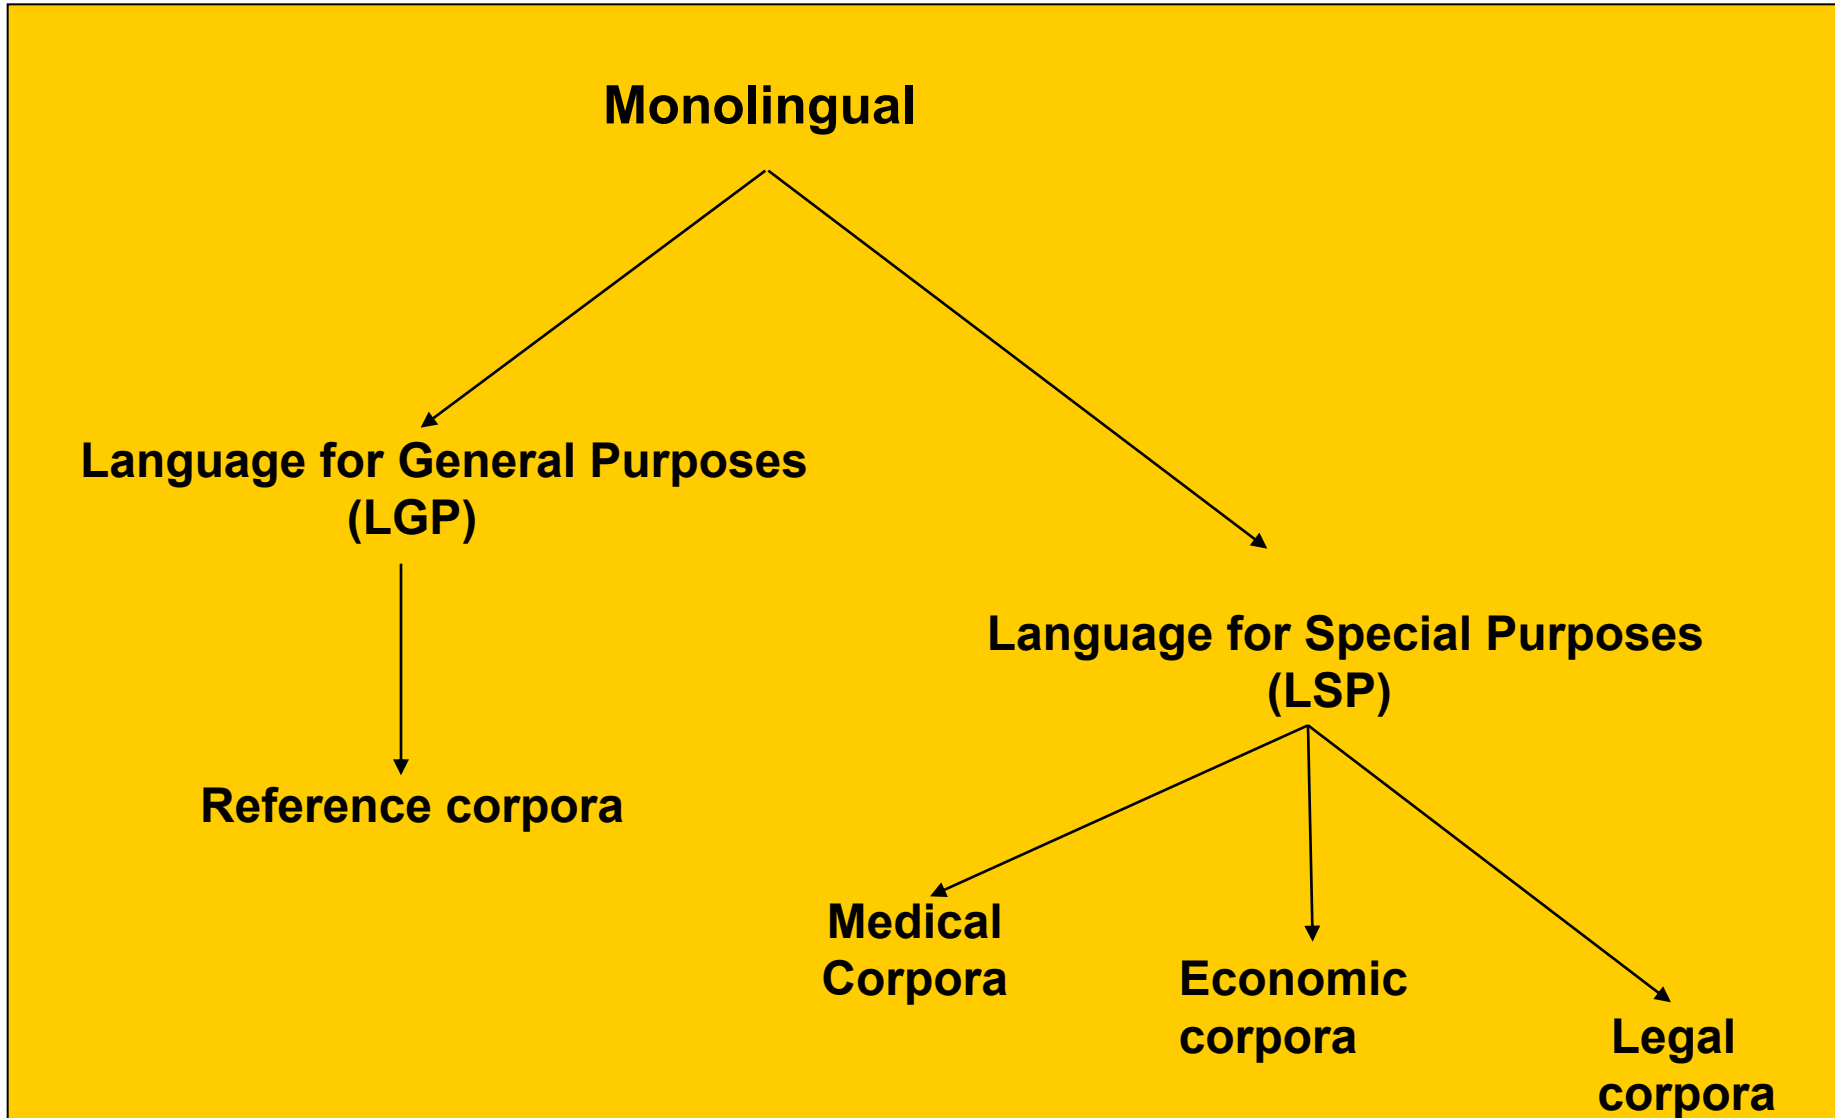 Monolingual
Language for General Purposes
(LGP)
Language for Special Purposes
(LSP)
Reference corpora
Medical
Corpora
Economic
corpora
Legal
corpora